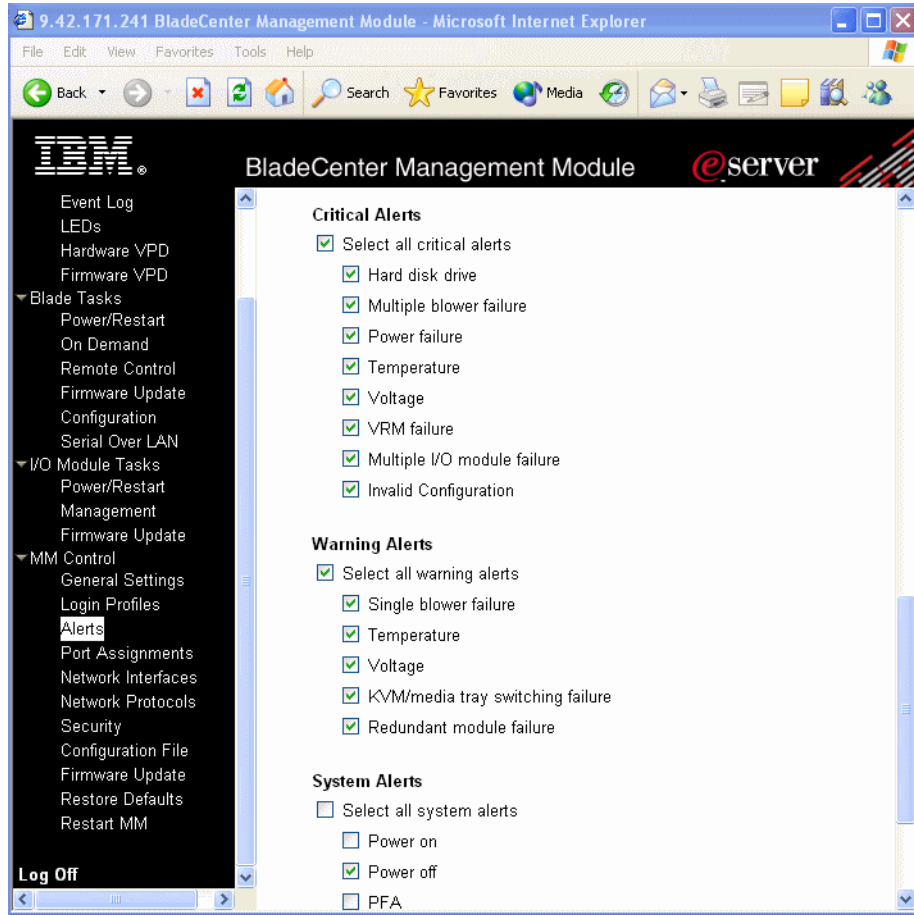 9.42.171.241 BladeCenter Management Module - Microsoft Internet Explorer
File Edit View Favorites Tools Help
Back Search Favorites Media
IBM®
BladeCenter Management Module
eserver
Event Log
LEDs
Hardware VPD
Firmware VPD
Blade Tasks
Power/Restart
On Demand
Remote Control
Firmware Update
Configuration
Serial Over LAN
I/O Module Tasks
Power/Restart
Management
Firmware Update
MM Control
General Settings
Login Profiles
Alerts
Port Assignments
Network Interfaces
Network Protocols
Security
Configuration File
Firmware Update
Restore Defaults
Restart MM
Log Off
Critical Alerts
Select all critical alerts
Hard disk drive
Multiple blower failure
Power failure
Temperature
Voltage
VRM failure
Multiple I/O module failure
Invalid Configuration
Warning Alerts
Select all warning alerts
Single blower failure
Temperature
Voltage
KVM/media tray switching failure
Redundant module failure
System Alerts
Select all system alerts
Power on
Power off
PFA